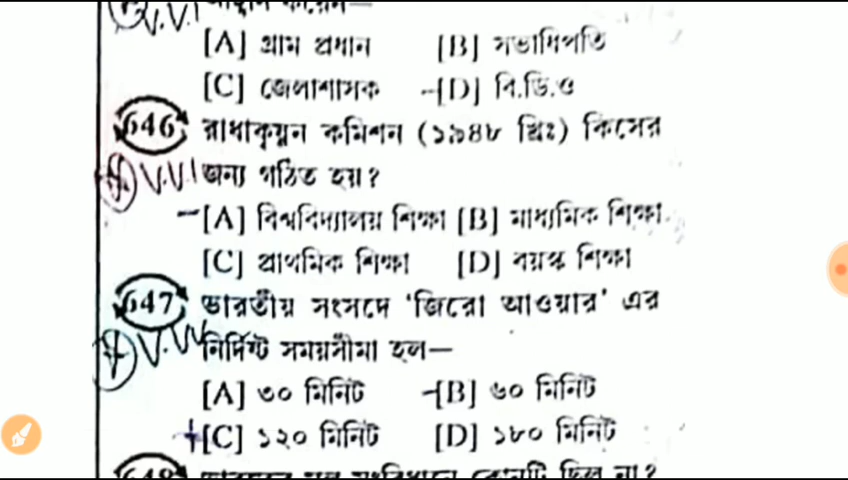 [A] গ্রাম প্রধান [B] সভাধিপতি
[C] জেলাশাসক [D] বি.ডি.ও
646 রাধাকৃষ্ণন কমিশন (১৯৪৮ খ্রিঃ) কিসের
V.V.I জন্য গঠিত হয়?
[A] বিশ্ববিদ্যালয় শিক্ষা [B] মাধ্যমিক শিক্ষা
[C] প্রাথমিক শিক্ষা [D] বয়স্ক শিক্ষা
647 ভারতীয় সংসদে ‘জিরো আওয়ার’ এর
নির্দিষ্ট সময়সীমা হল—
[A] ৩০ মিনিট [B] ৬০ মিনিট
[C] ১২০ মিনিট [D] ১৮০ মিনিট